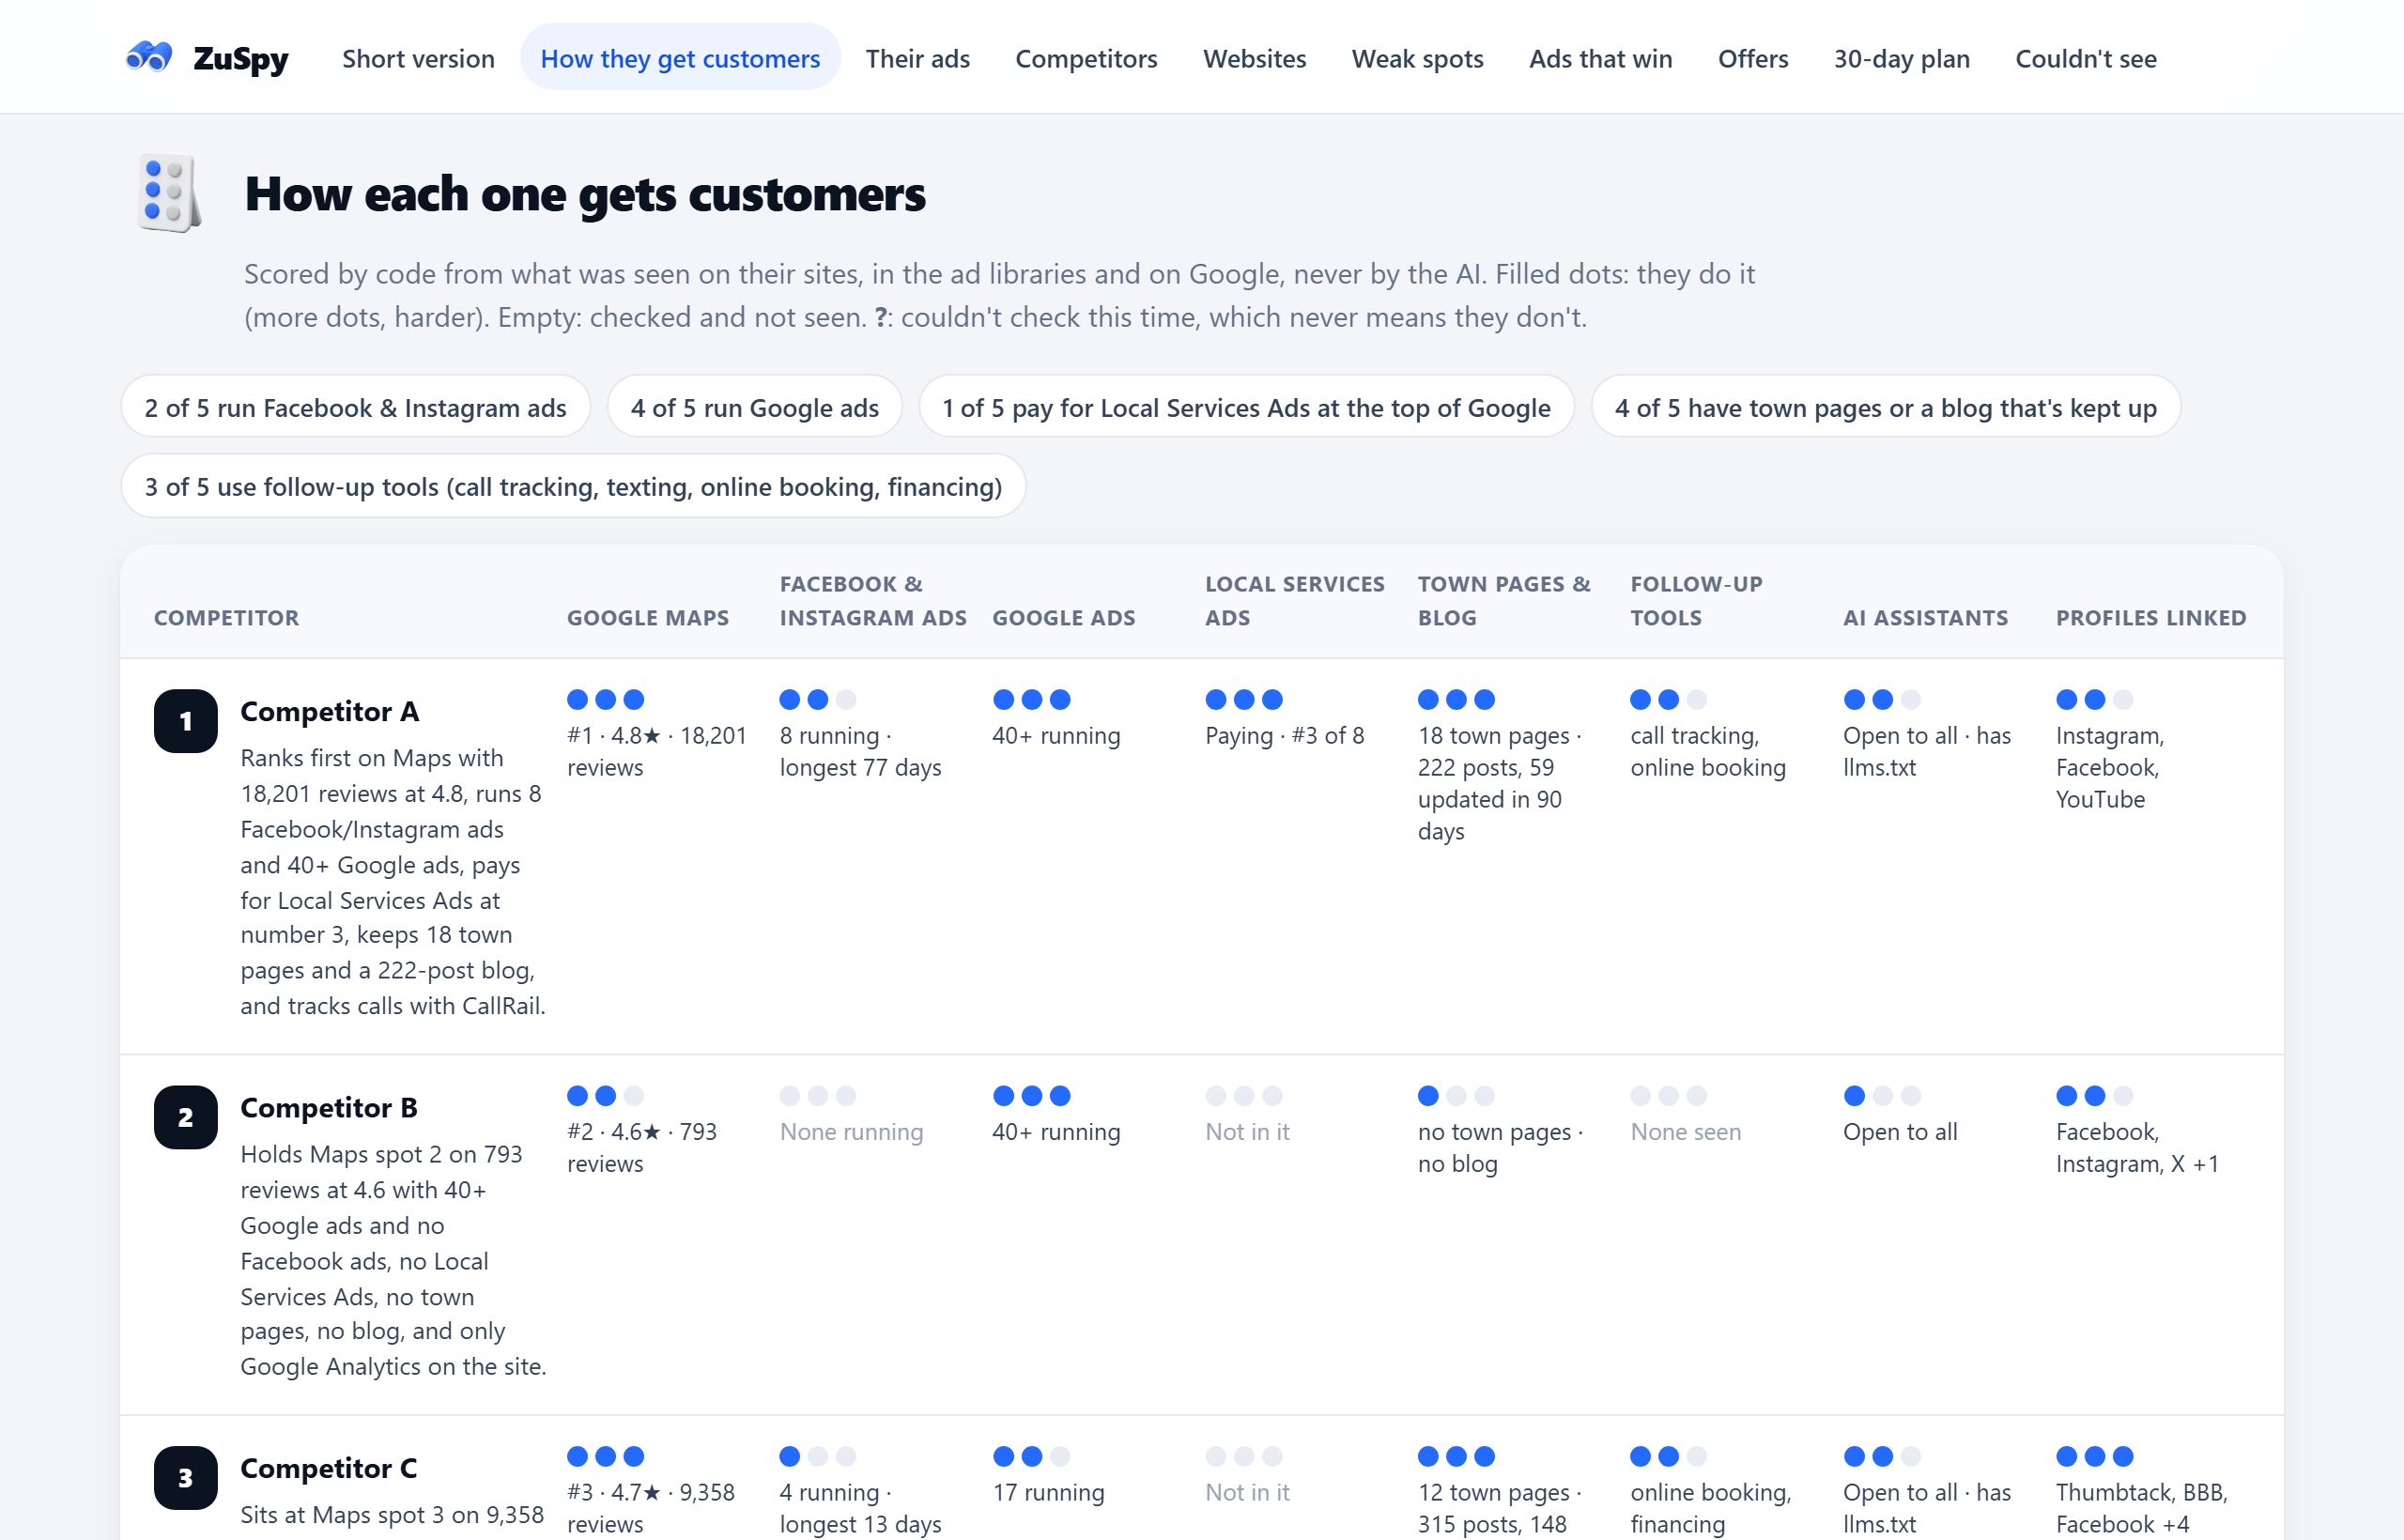 ZuSpy
Short version
How they get customers
Their ads
Competitors
Websites
Weak spots
Ads that win
Offers
30-day plan
Couldn't see
How each one gets customers
Scored by code from what was seen on their sites, in the ad libraries and on Google, never by the AI. Filled dots: they do it
(more dots, harder). Empty: checked and not seen. ?: couldn't check this time, which never means they don't.
2 of 5 run Facebook & Instagram ads
4 of 5 run Google ads
1 of 5 pay for Local Services Ads at the top of Google
4 of 5 have town pages or a blog that's kept up
3 of 5 use follow-up tools (call tracking, texting, online booking, financing)
COMPETITOR
GOOGLE MAPS
FACEBOOK &
INSTAGRAM ADS
GOOGLE ADS
LOCAL SERVICES
ADS
TOWN PAGES &
BLOG
FOLLOW-UP
TOOLS
AI ASSISTANTS
PROFILES LINKED
1
Competitor A
Ranks first on Maps with
18,201 reviews at 4.8, runs 8
Facebook/Instagram ads
and 40+ Google ads, pays
for Local Services Ads at
number 3, keeps 18 town
pages and a 222-post blog,
and tracks calls with CallRail.
#1 · 4.8★ · 18,201
reviews
8 running ·
longest 77 days
40+ running
Paying · #3 of 8
18 town pages ·
222 posts, 59
updated in 90
days
call tracking,
online booking
Open to all · has
llms.txt
Instagram,
Facebook,
YouTube
2
Competitor B
Holds Maps spot 2 on 793
reviews at 4.6 with 40+
Google ads and no
Facebook ads, no Local
Services Ads, no town
pages, no blog, and only
Google Analytics on the site.
#2 · 4.6★ · 793
reviews
None running
40+ running
Not in it
no town pages ·
no blog
None seen
Open to all
Facebook,
Instagram, X +1
3
Competitor C
Sits at Maps spot 3 on 9,358
#3 · 4.7★ · 9,358
reviews
4 running ·
longest 13 days
17 running
Not in it
12 town pages ·
315 posts, 148
online booking,
financing
Open to all · has
llms.txt
Thumbtack, BBB,
Facebook +4